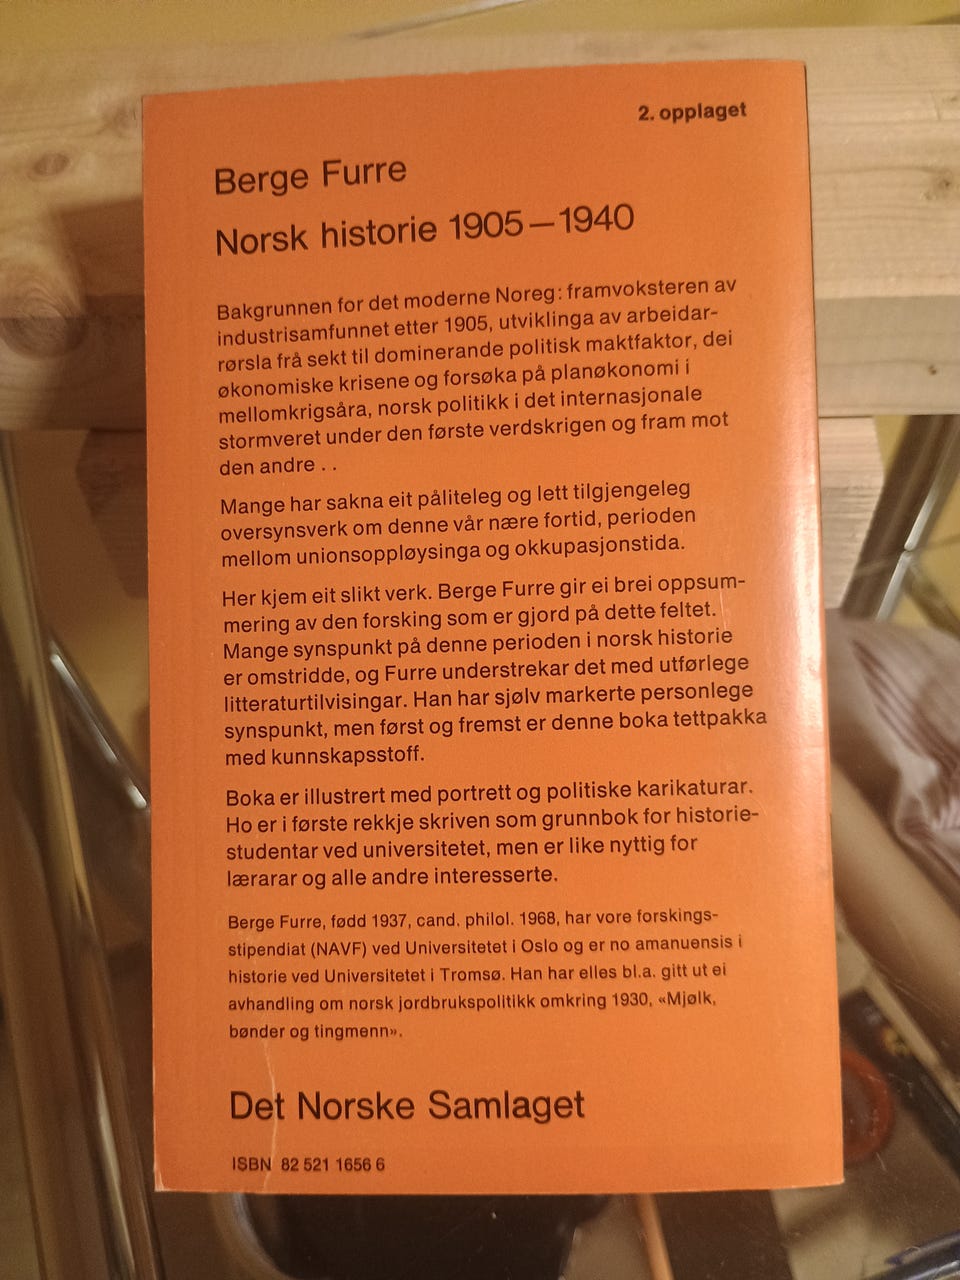 2. opplaget
Berge Furre
Norsk historie 1905–1940
Bakgrunnen for det moderne Noreg: framvoksteren av
industrisamfunnet etter 1905, utviklinga av arbeidar-
rørsla frå sekt til dominerande politisk maktfaktor, dei
økonomiske krisene og forsøka på planøkonomi i
mellomkrigsåra, norsk politikk i det internasjonale
stormveret under den første verdskrigen og fram mot
den andre . .
Mange har sakna eit påliteleg og lett tilgjengeleg
oversynsverk om denne vår nære fortid, perioden
mellom unionsoppløysinga og okkupasjonstida.
Her kjem eit slikt verk. Berge Furre gir ei brei oppsum-
mering av den forsking som er gjord på dette feltet.
Mange synspunkt på denne perioden i norsk historie
er omstridde, og Furre understrekar det med utførlege
litteraturtilvisingar. Han har sjølv markerte personlege
synspunkt, men først og fremst er denne boka tettpakka
med kunnskapsstoff.
Boka er illustrert med portrett og politiske karikaturar.
Ho er i første rekkje skriven som grunnbok for historie-
studentar ved universitetet, men er like nyttig for
lærarar og alle andre interesserte.
Berge Furre, fødd 1937, cand. philol. 1968, har vore forskings-
stipendiat (NAVF) ved Universitetet i Oslo og er no amanuensis i
historie ved Universitetet i Tromsø. Han har elles bl.a. gitt ut ei
avhandling om norsk jordbrukspolitikk omkring 1930, «Mjølk,
bønder og tingmenn».
Det Norske Samlaget
ISBN 82 521 1656 6